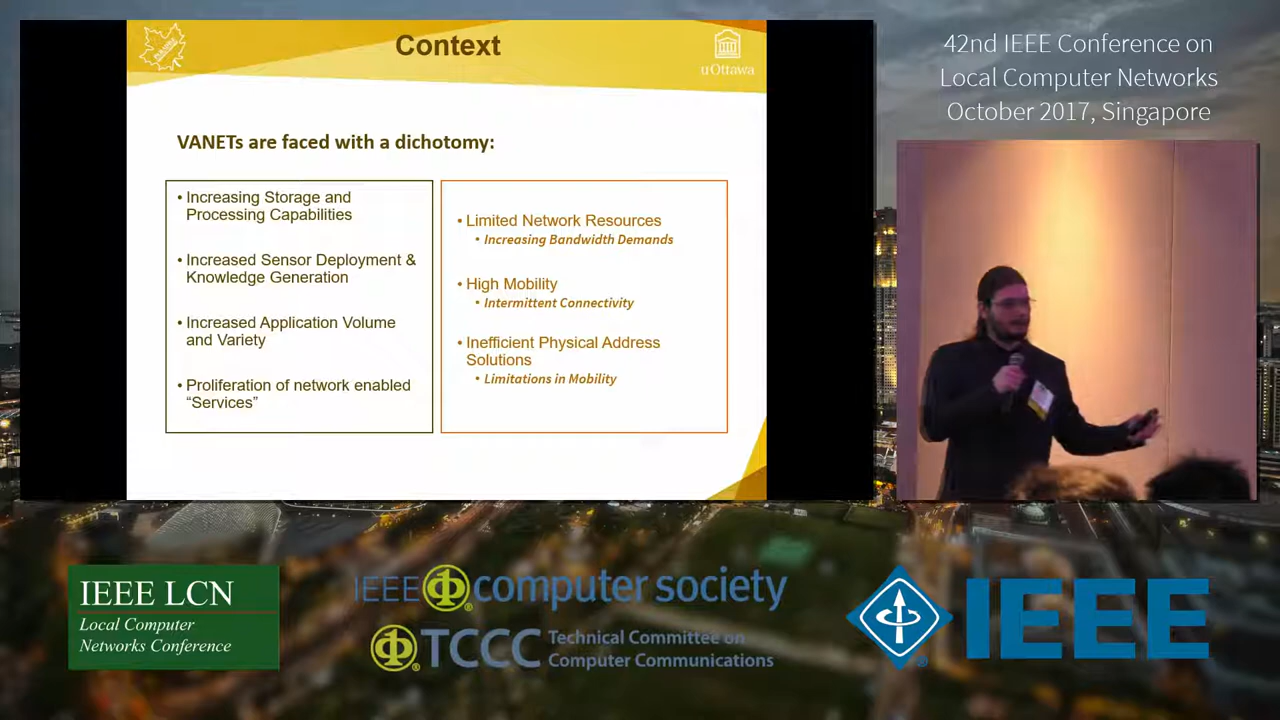 Context
uOttawa
VANETs are faced with a dichotomy:
• Increasing Storage and
Processing Capabilities
• Increased Sensor Deployment &
Knowledge Generation
• Increased Application Volume
and Variety
• Proliferation of network enabled
“Services”
• Limited Network Resources
• Increasing Bandwidth Demands
• High Mobility
• Intermittent Connectivity
• Inefficient Physical Address
Solutions
• Limitations in Mobility
42nd IEEE Conference on
Local Computer Networks
October 2017, Singapore
IEEE LCN
Local Computer
Networks Conference
IEEE computer society
TCCC Technical Committee on
Computer Communications
IEEE